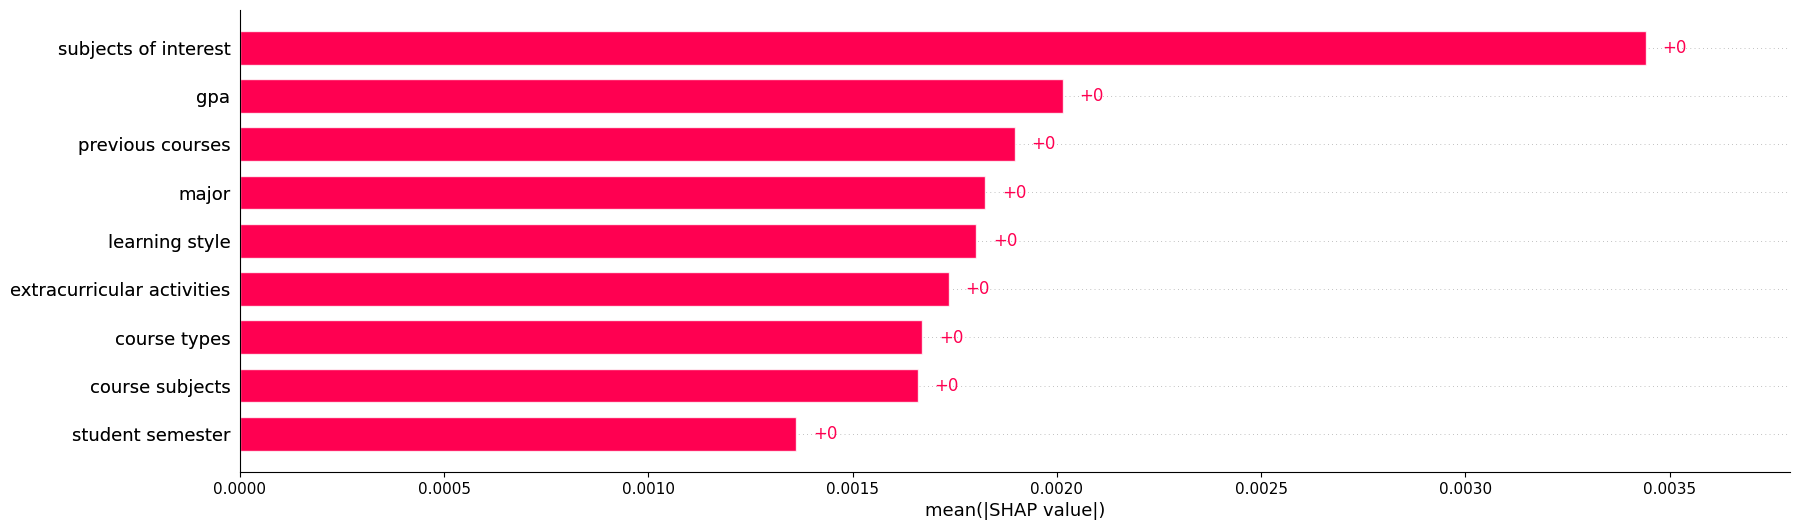 subjects of interest +0
gpa +0
previous courses +0
major +0
learning style +0
extracurricular activities +0
course types +0
course subjects +0
student semester +0
0.0000 0.0005 0.0010 0.0015 0.0020 0.0025 0.0030 0.0035
mean(|SHAP value|)